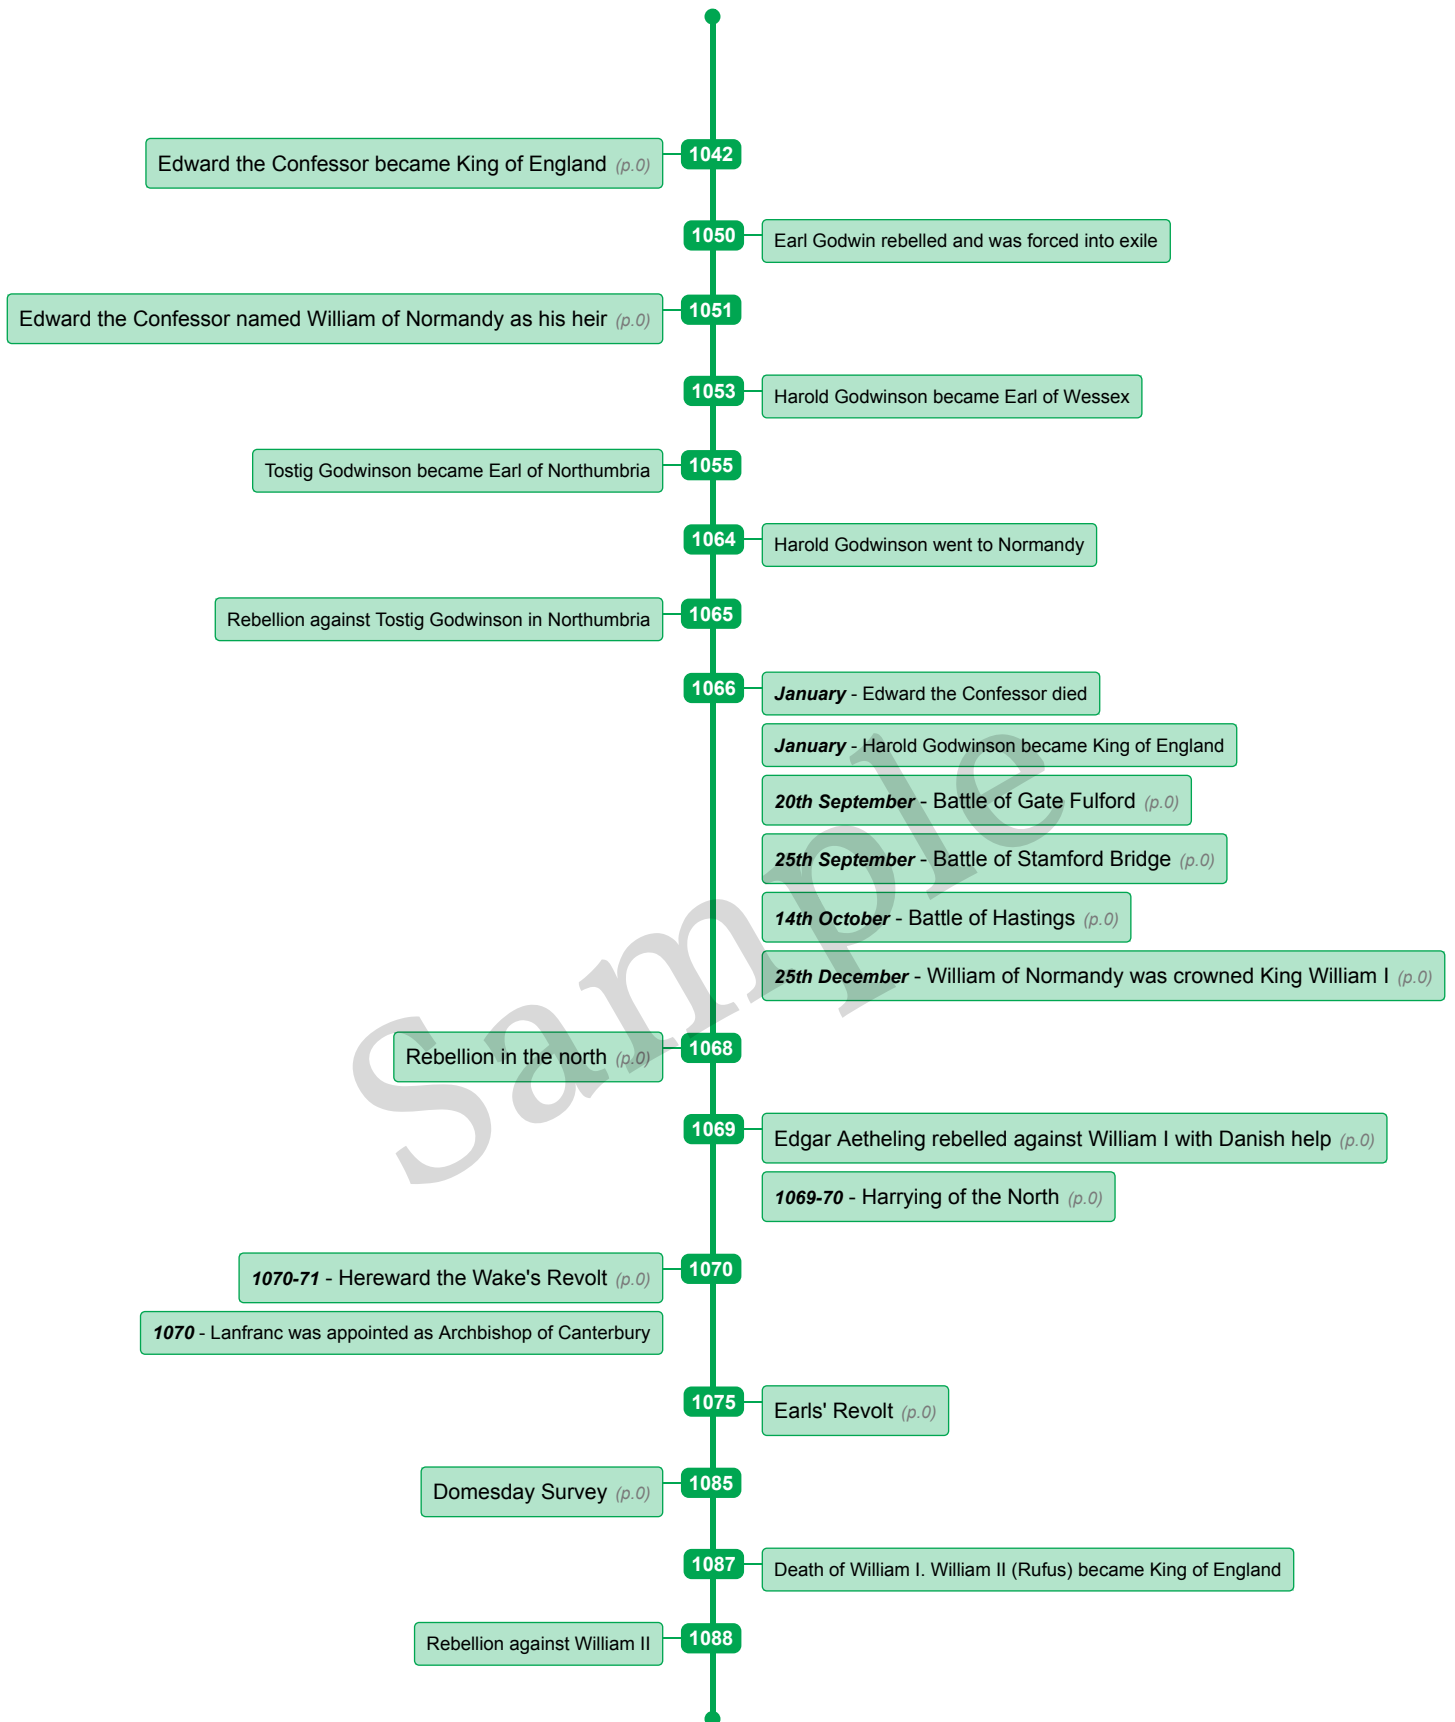 1042
Edward the Confessor became King of England (p.0)
1050
Earl Godwin rebelled and was forced into exile
1051
Edward the Confessor named William of Normandy as his heir (p.0)
1053
Harold Godwinson became Earl of Wessex
1055
Tostig Godwinson became Earl of Northumbria
1064
Harold Godwinson went to Normandy
1065
Rebellion against Tostig Godwinson in Northumbria
1066
January - Edward the Confessor died
January - Harold Godwinson became King of England
20th September - Battle of Gate Fulford (p.0)
25th September - Battle of Stamford Bridge (p.0)
14th October - Battle of Hastings (p.0)
25th December - William of Normandy was crowned King William I (p.0)
Sample
1068
Rebellion in the north (p.0)
1069
Edgar Aetheling rebelled against William I with Danish help (p.0)
1069-70 - Harrying of the North (p.0)
1070
1070-71 - Hereward the Wake's Revolt (p.0)
1070 - Lanfranc was appointed as Archbishop of Canterbury
1075
Earls' Revolt (p.0)
1085
Domesday Survey (p.0)
1087
Death of William I. William II (Rufus) became King of England
1088
Rebellion against William II